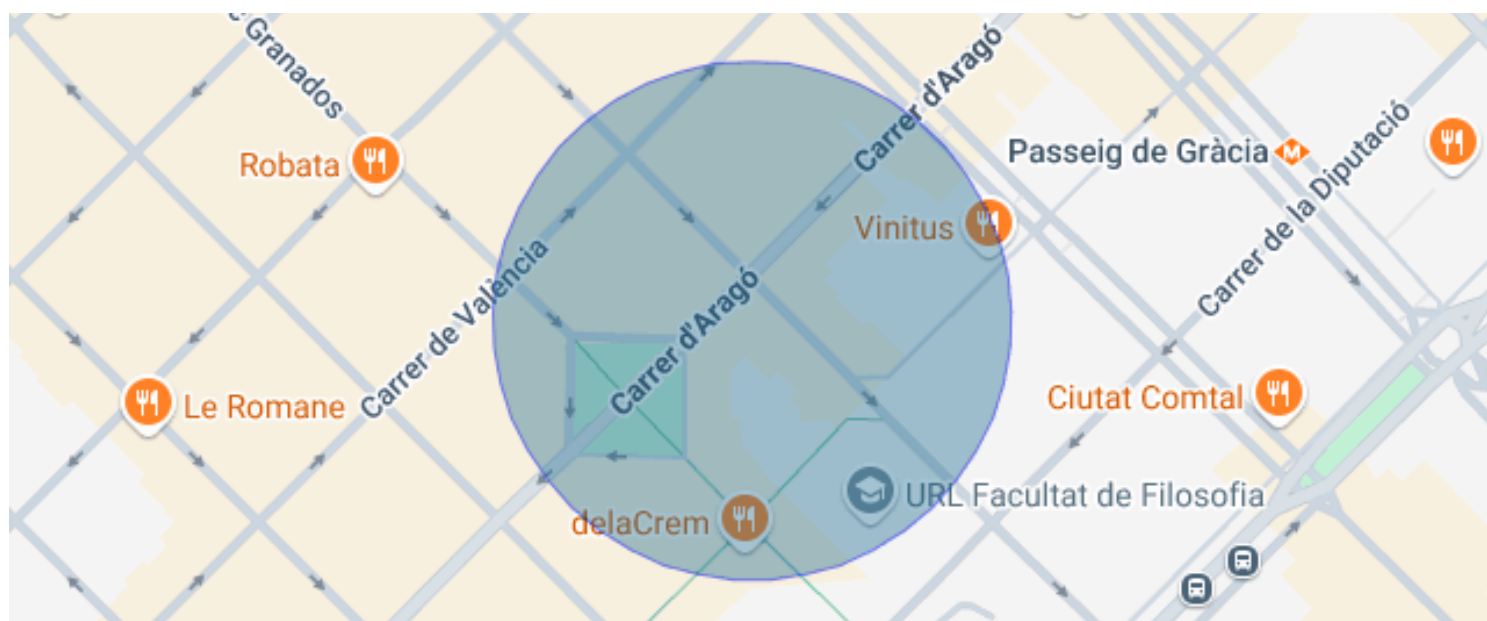 e Granados
Carrer d'Aragó
Robata
Passeig de Gràcia
M
Vinitus
Carrer de la Diputació
Carrer de València
Carrer d'Aragó
Le Romane
Ciutat Comtal
URL Facultat de Filosofia
delaCrem